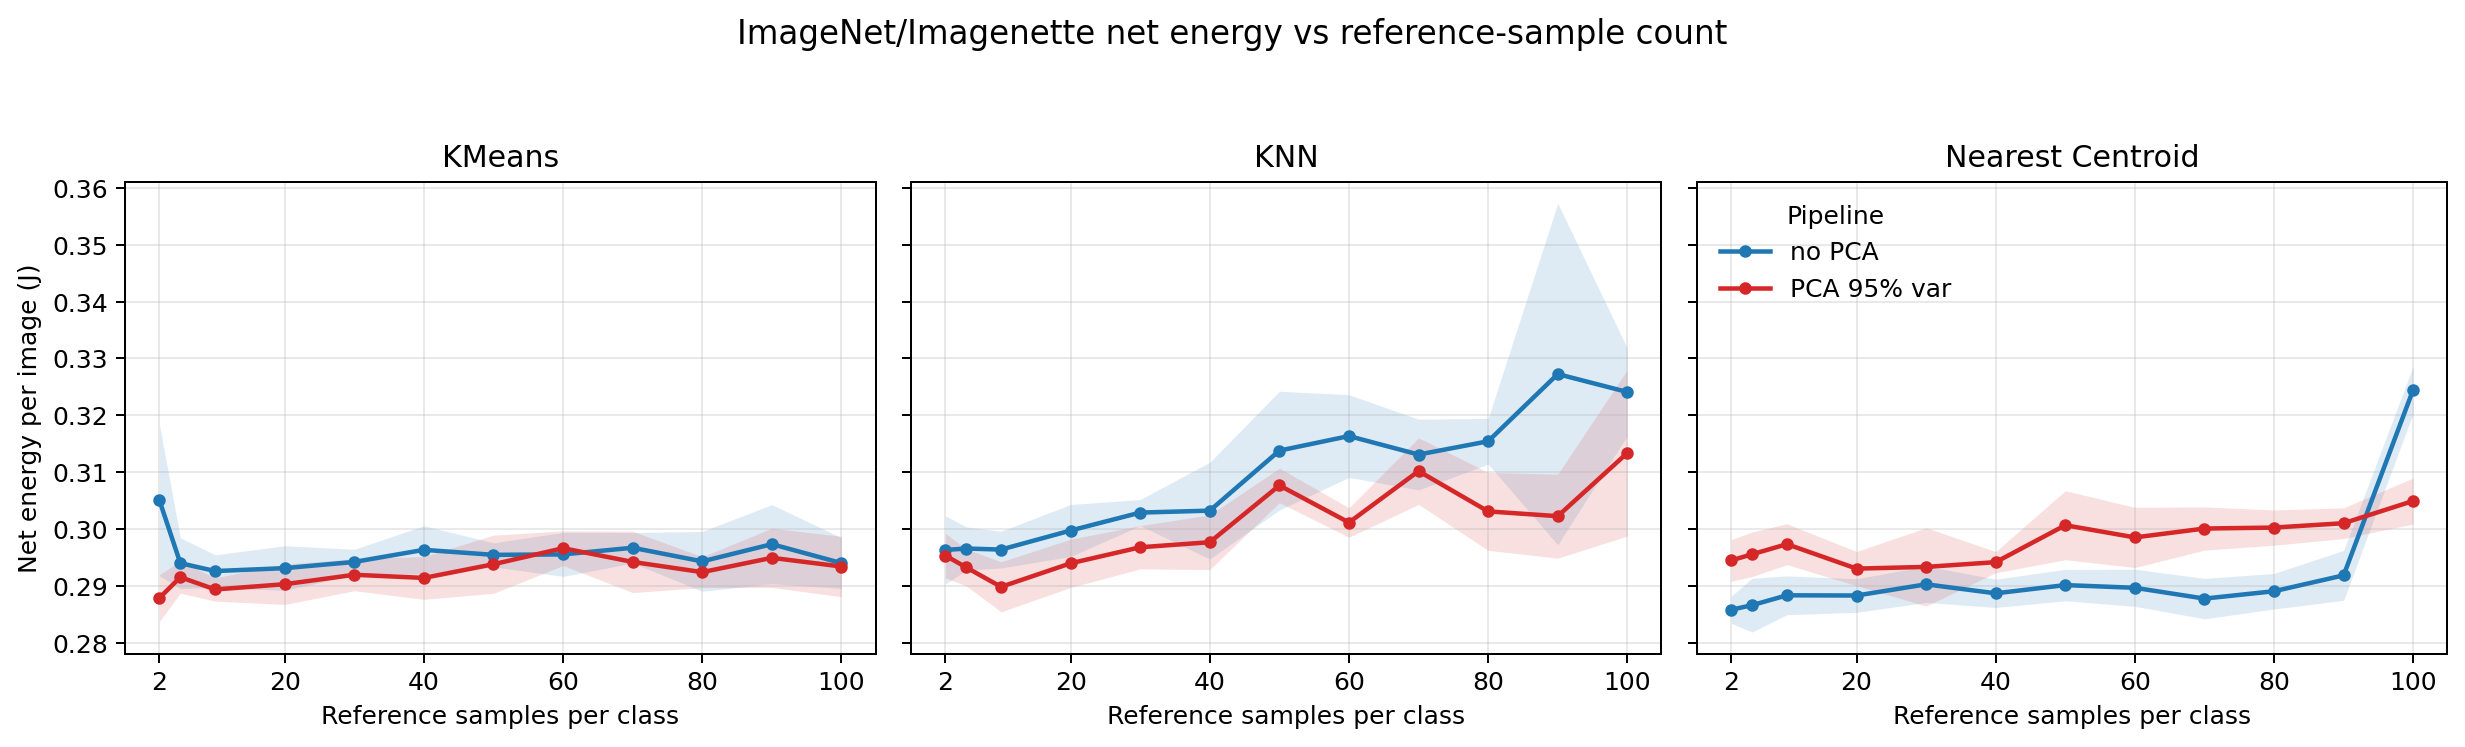 ImageNet/Imagenette net energy vs reference-sample count
KMeans
KNN
Nearest Centroid
Net energy per image (J)
0.36
0.35
0.34
0.33
0.32
0.31
0.30
0.29
0.28
Pipeline
no PCA
PCA 95% var
2 20 40 60 80 100
2 20 40 60 80 100
2 20 40 60 80 100
Reference samples per class
Reference samples per class
Reference samples per class